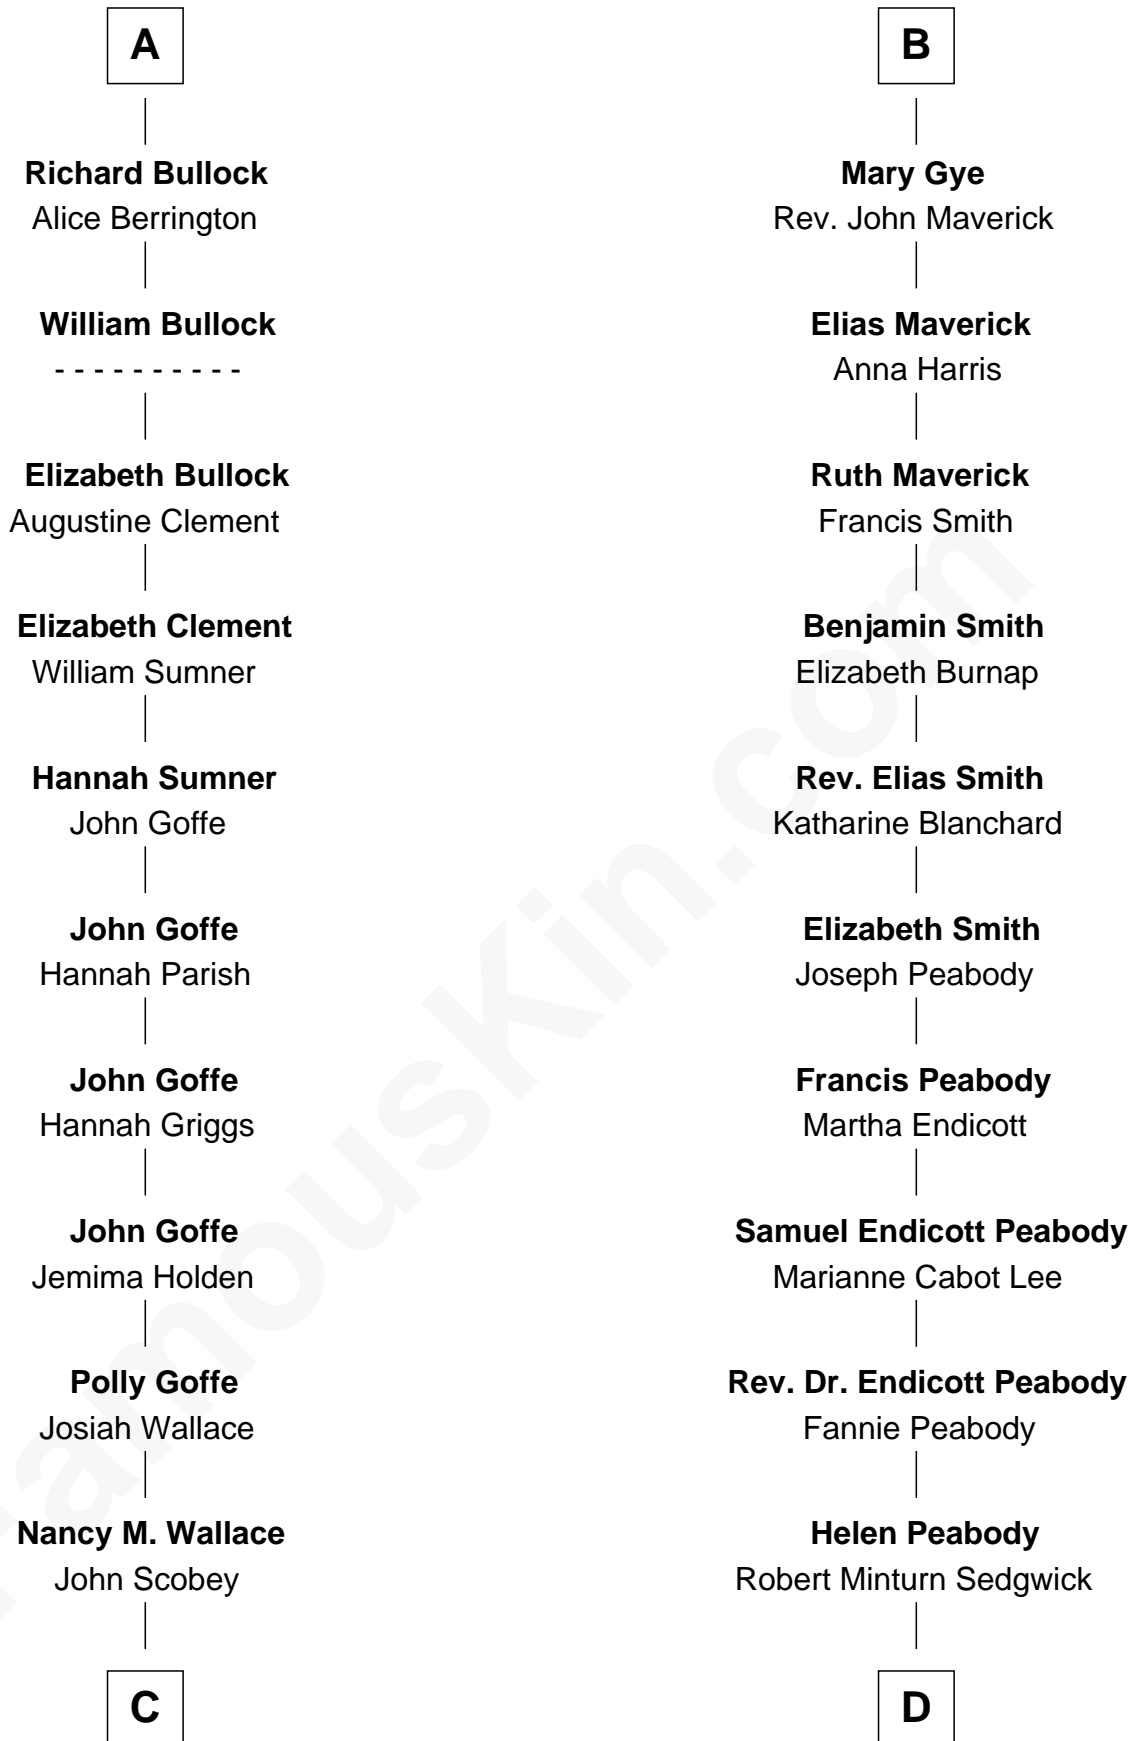 A
Richard Bullock
Alice Berrington
William Bullock
- - - - - - - - - -
Elizabeth Bullock
Augustine Clement
Elizabeth Clement
William Sumner
Hannah Sumner
John Goffe
John Goffe
Hannah Parish
John Goffe
Hannah Griggs
John Goffe
Jemima Holden
Polly Goffe
Josiah Wallace
Nancy M. Wallace
John Scobey
C
B
Mary Gye
Rev. John Maverick
Elias Maverick
Anna Harris
Ruth Maverick
Francis Smith
Benjamin Smith
Elizabeth Burnap
Rev. Elias Smith
Katharine Blanchard
Elizabeth Smith
Joseph Peabody
Francis Peabody
Martha Endicott
Samuel Endicott Peabody
Marianne Cabot Lee
Rev. Dr. Endicott Peabody
Fannie Peabody
Helen Peabody
Robert Minturn Sedgwick
D
FamousKin.com